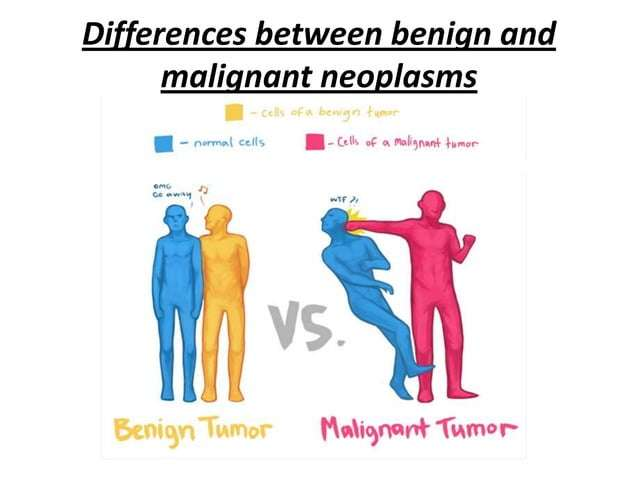 Differences between benign and
malignant neoplasms
- cells of a benign tumor
- normal cells
- Cells of a malignant tumor
OMG
Go away
WTF ?!
VS.
Benign Tumor
Malignant Tumor